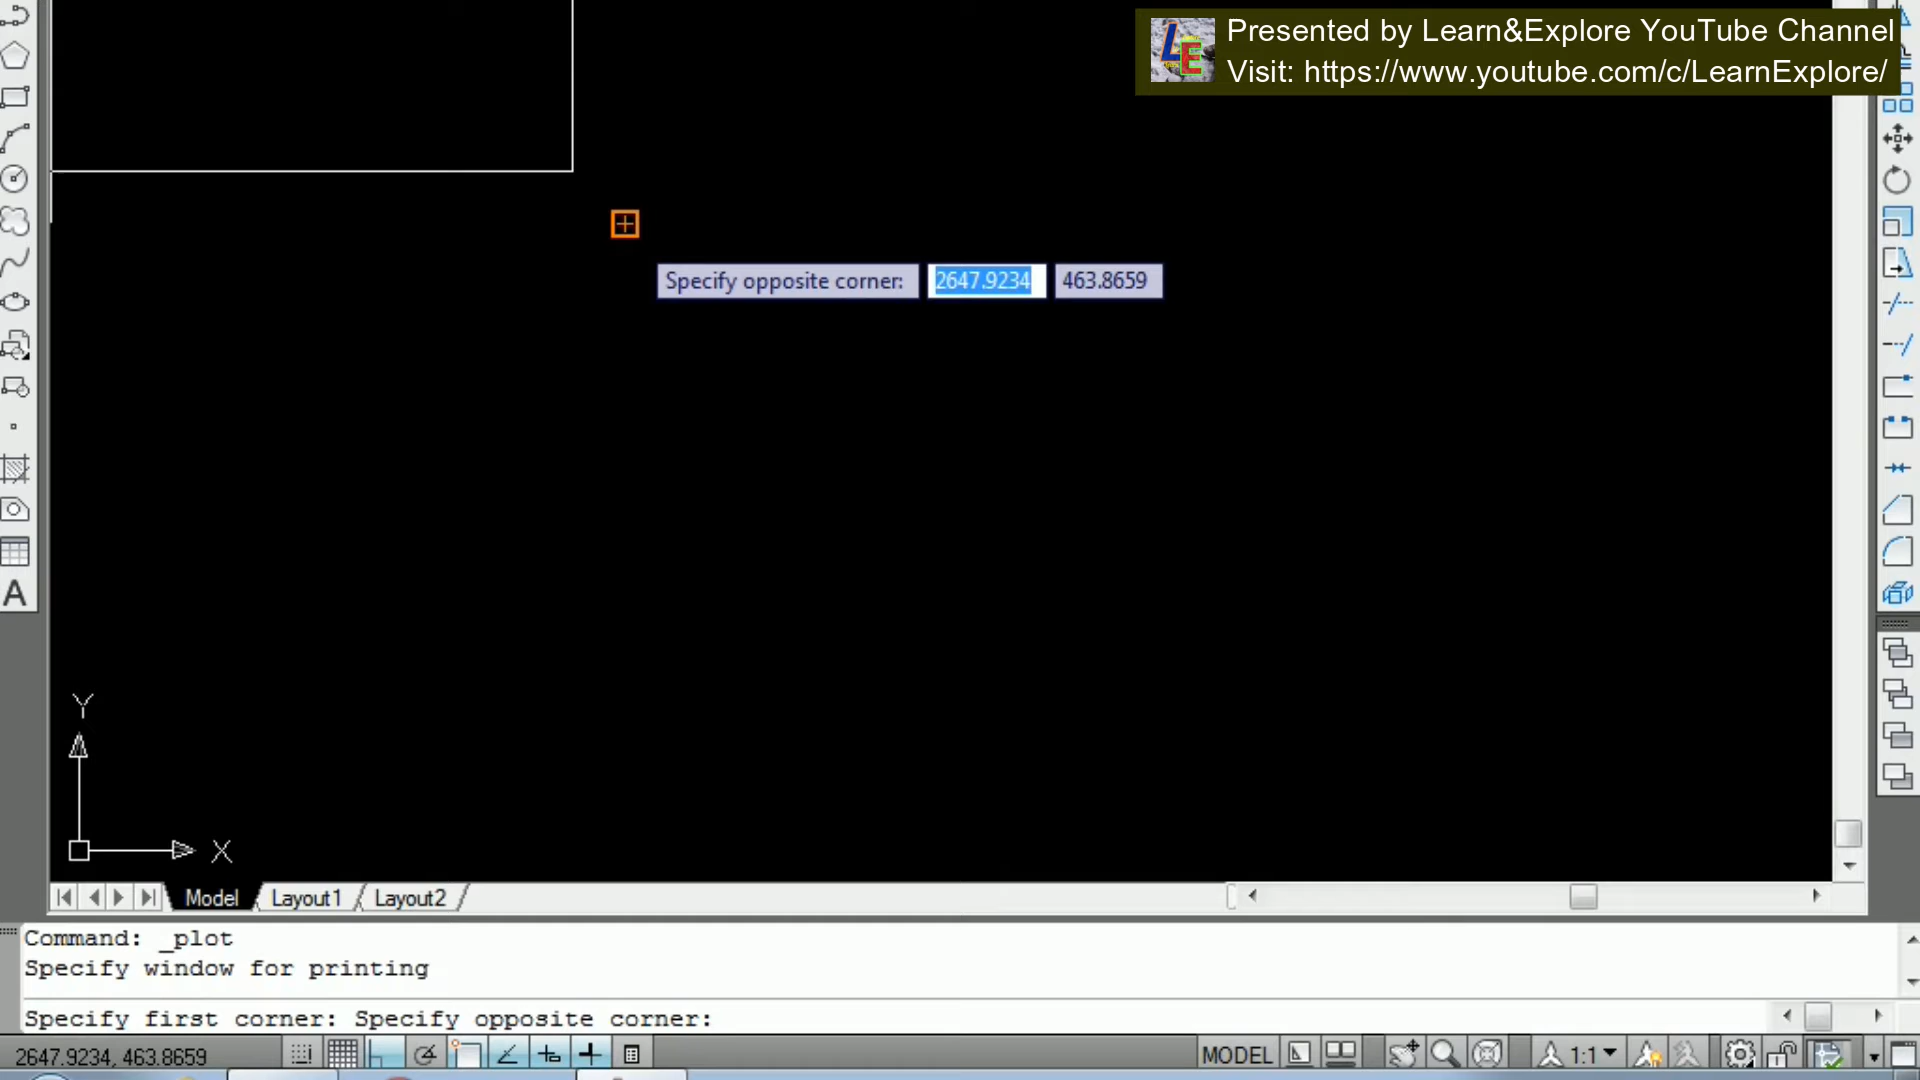 Presented by Learn&Explore YouTube Channel
Visit: https://www.youtube.com/c/LearnExplore/
LE
Specify opposite corner: 2647.9234 463.8659
A
Y
X
Model Layout1 Layout2
Command: _plot
Specify window for printing
Specify first corner: Specify opposite corner:
2647.9234, 463.8659 MODEL 1:1